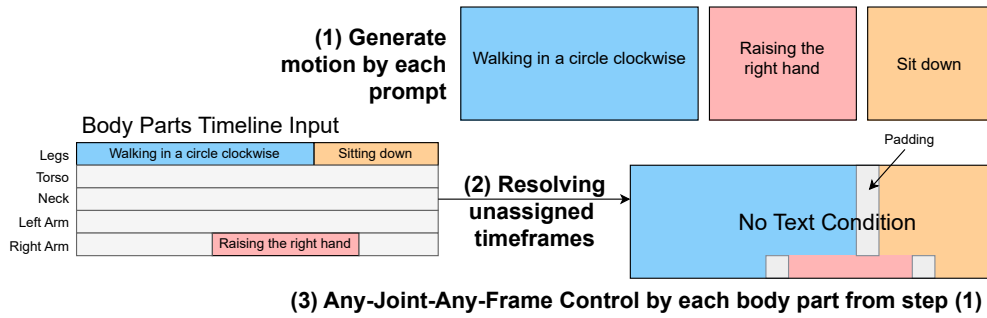 (1) Generate
motion by each
prompt
Walking in a circle clockwise
Raising the
right hand
Sit down
Body Parts Timeline Input
Legs
Walking in a circle clockwise
Sitting down
Torso
Neck
Left Arm
Right Arm
Raising the right hand
(2) Resolving
unassigned
timeframes
Padding
No Text Condition
(3) Any-Joint-Any-Frame Control by each body part from step (1)